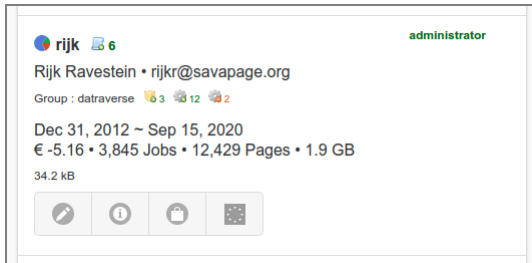 rijk 6 administrator
Rijk Ravestein • rijkr@savapage.org
Group : datraverse 3 12 2
Dec 31, 2012 ~ Sep 15, 2020
€ -5.16 • 3,845 Jobs • 12,429 Pages • 1.9 GB
34.2 kB